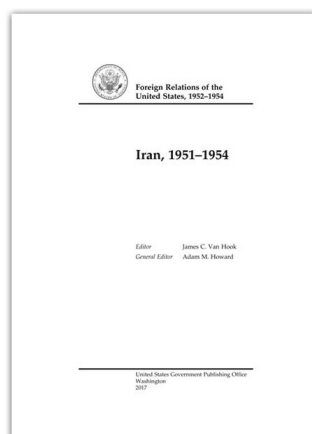 Foreign Relations of the
United States, 1952–1954
Iran, 1951–1954
Editor James C. Van Hook
General Editor Adam M. Howard
United States Government Publishing Office
Washington
2017